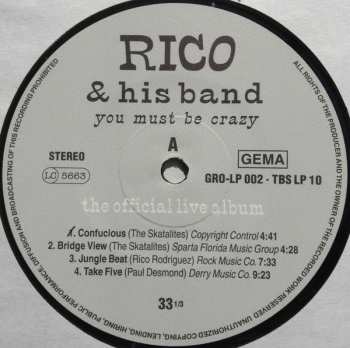 RICO
& his band
you must be crazy
A
STEREO
LC 5663
GEMA
GRO-LP 002 - TBS LP 10
the official live album
1. Confucious (The Skatalites) Copyright Control 4:41
2. Bridge View (The Skatalites) Sparta Florida Music Group 4:28
3. Jungle Beat (Rico Rodriguez) Rock Music Co. 7:33
4. Take Five (Paul Desmond) Derry Music Co. 9:23
33 1/3
ALL RIGHTS OF THE PRODUCER AND OF THE OWNER OF THE WORK RESERVED UNAUTHORIZED COPYING, LENDING, HIRING, PUBLIC PERFORMANCE, DIFFUSION AND BROADCASTING OF THIS RECORDING PROHIBITED